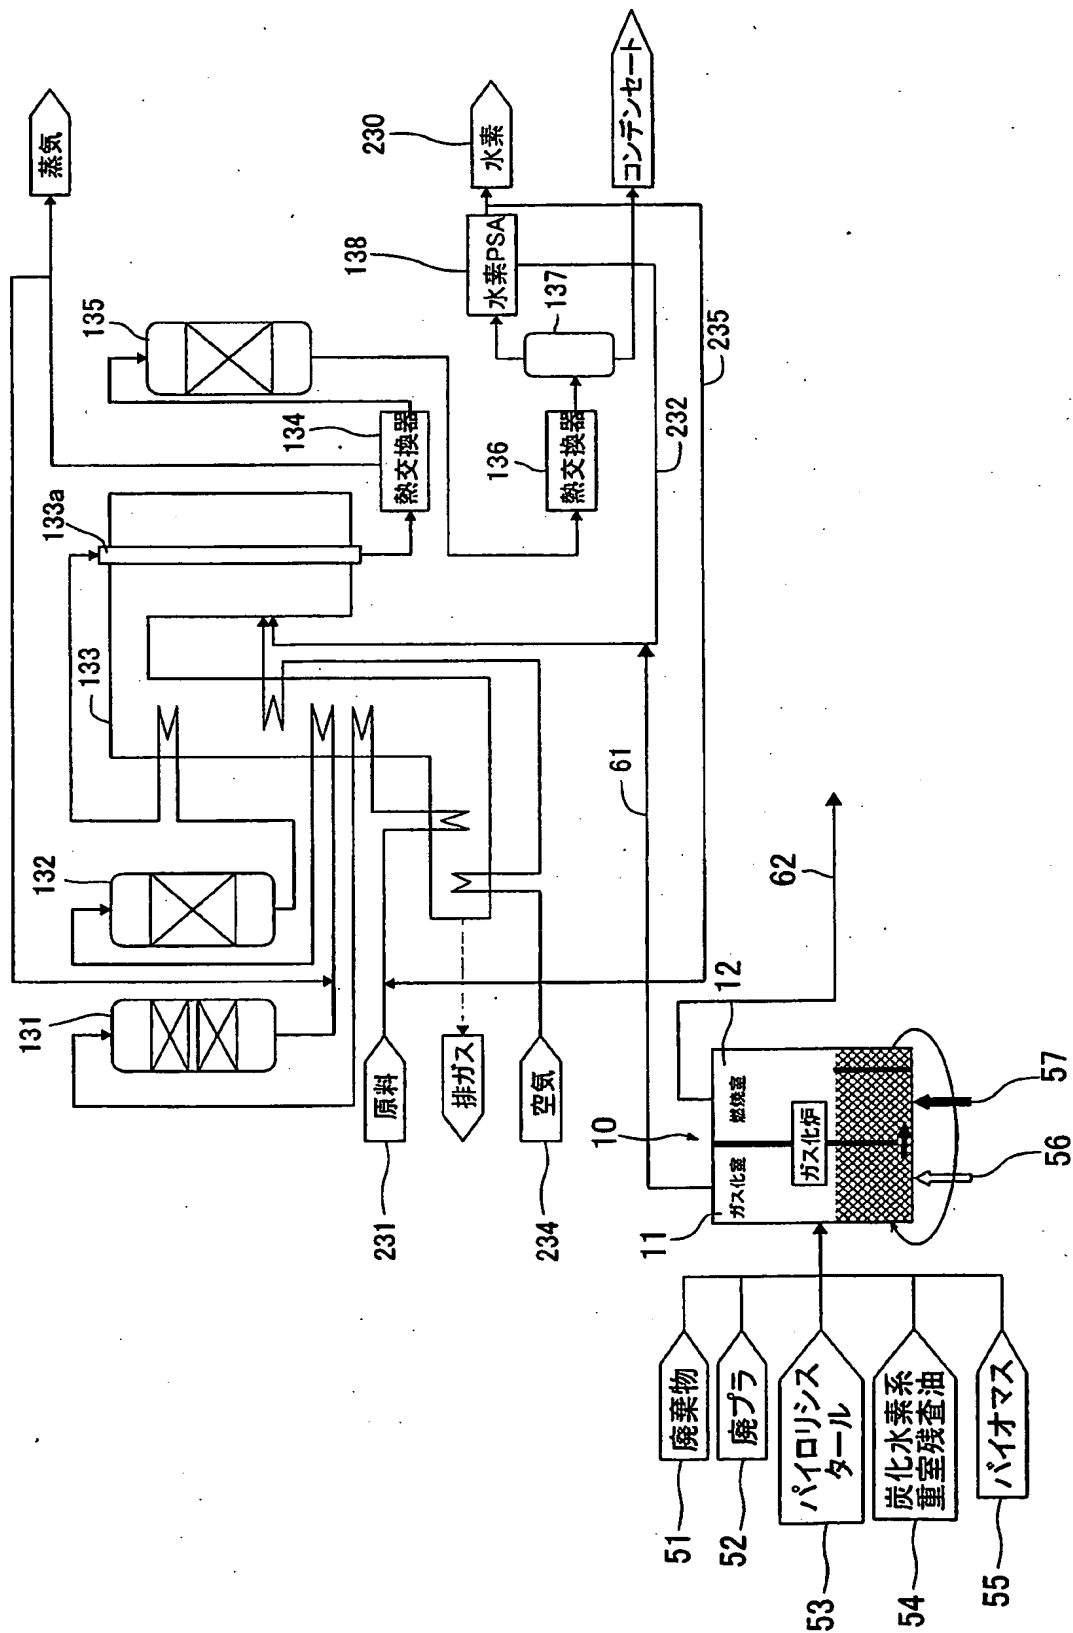 蒸気
230
水素
コンデンセート
138
水素PSA
137
135
134
熱交換器
136
熱交換器
235
232
133a
133
61
62
132
131
原料
231
排ガス
空気
234
10
12
11
ガス化室
燃焼室
ガス化炉
57
56
廃棄物
51
廃プラ
52
パイロリシス
タール
53
炭化水素系
重室残査油
54
バイオマス
55